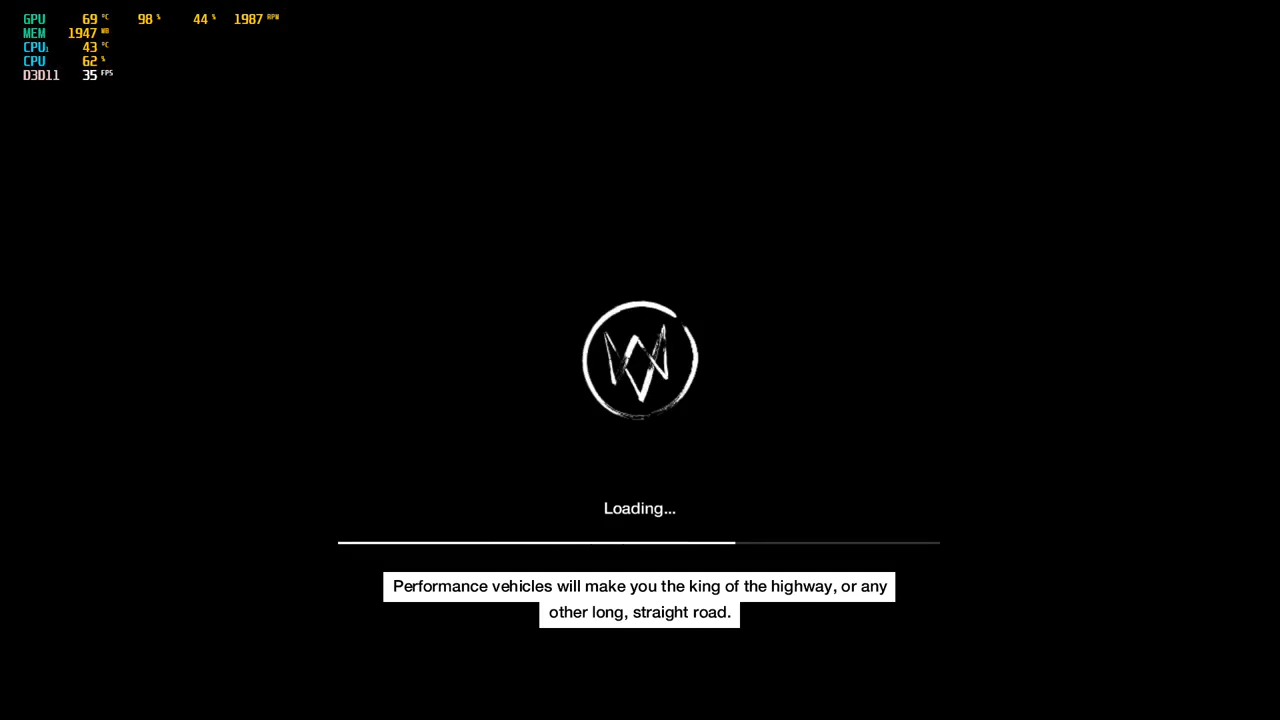 GPU 69 °C 98 % 44 % 1987 RPM
MEM 1947 MB
CPU1 43 °C
CPU 62 %
D3D11 35 FPS
Loading...
Performance vehicles will make you the king of the highway, or any
other long, straight road.